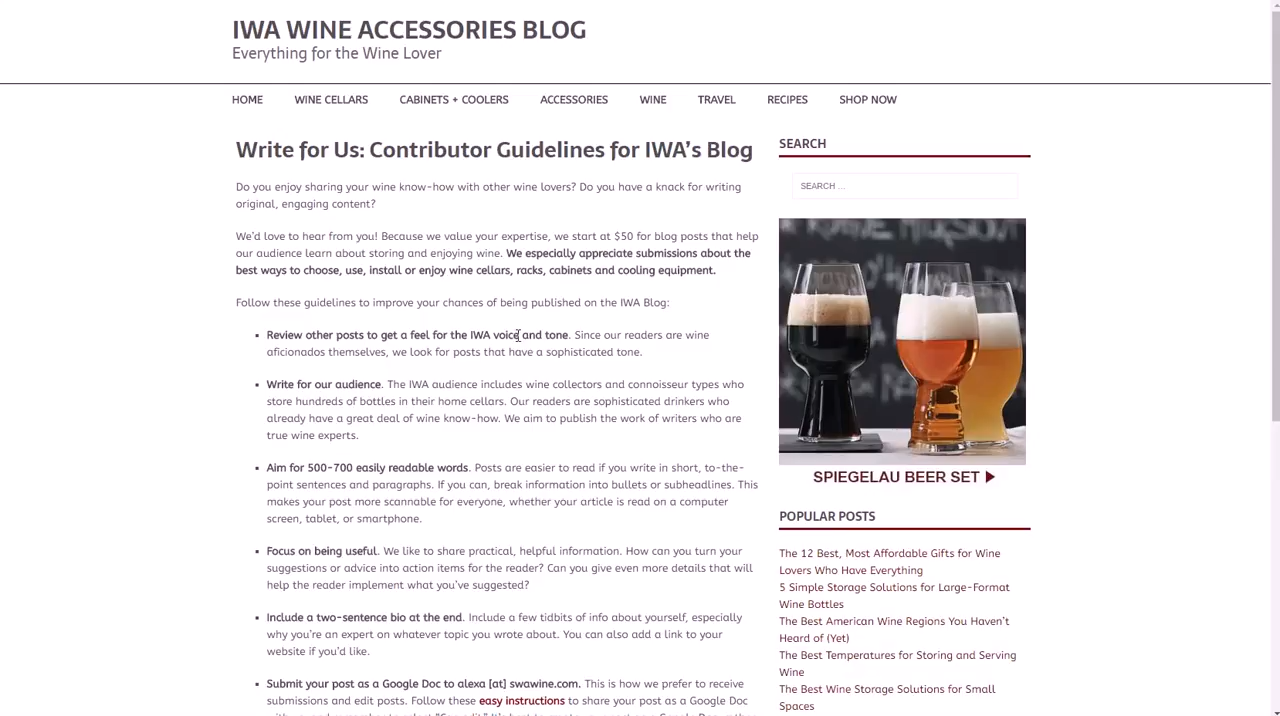 IWA WINE ACCESSORIES BLOG
Everything for the Wine Lover
HOME
WINE CELLARS
CABINETS + COOLERS
ACCESSORIES
WINE
TRAVEL
RECIPES
SHOP NOW
Write for Us: Contributor Guidelines for IWA’s Blog
Do you enjoy sharing your wine know-how with other wine lovers? Do you have a knack for writing
original, engaging content?
We’d love to hear from you! Because we value your expertise, we start at $50 for blog posts that help
our audience learn about storing and enjoying wine. We especially appreciate submissions about the
best ways to choose, use, install or enjoy wine cellars, racks, cabinets and cooling equipment.
Follow these guidelines to improve your chances of being published on the IWA Blog:
▪ Review other posts to get a feel for the IWA voice and tone. Since our readers are wine
aficionados themselves, we look for posts that have a sophisticated tone.
▪ Write for our audience. The IWA audience includes wine collectors and connoisseur types who
store hundreds of bottles in their home cellars. Our readers are sophisticated drinkers who
already have a great deal of wine know-how. We aim to publish the work of writers who are
true wine experts.
▪ Aim for 500-700 easily readable words. Posts are easier to read if you write in short, to-the-
point sentences and paragraphs. If you can, break information into bullets or subheadlines. This
makes your post more scannable for everyone, whether your article is read on a computer
screen, tablet, or smartphone.
▪ Focus on being useful. We like to share practical, helpful information. How can you turn your
suggestions or advice into action items for the reader? Can you give even more details that will
help the reader implement what you’ve suggested?
▪ Include a two-sentence bio at the end. Include a few tidbits of info about yourself, especially
why you’re an expert on whatever topic you wrote about. You can also add a link to your
website if you’d like.
▪ Submit your post as a Google Doc to alexa [at] swawine.com. This is how we prefer to receive
submissions and edit posts. Follow these easy instructions to share your post as a Google Doc
SEARCH
SEARCH …
SPIEGELAU BEER SET
POPULAR POSTS
The 12 Best, Most Affordable Gifts for Wine
Lovers Who Have Everything
5 Simple Storage Solutions for Large-Format
Wine Bottles
The Best American Wine Regions You Haven’t
Heard of (Yet)
The Best Temperatures for Storing and Serving
Wine
The Best Wine Storage Solutions for Small
Spaces